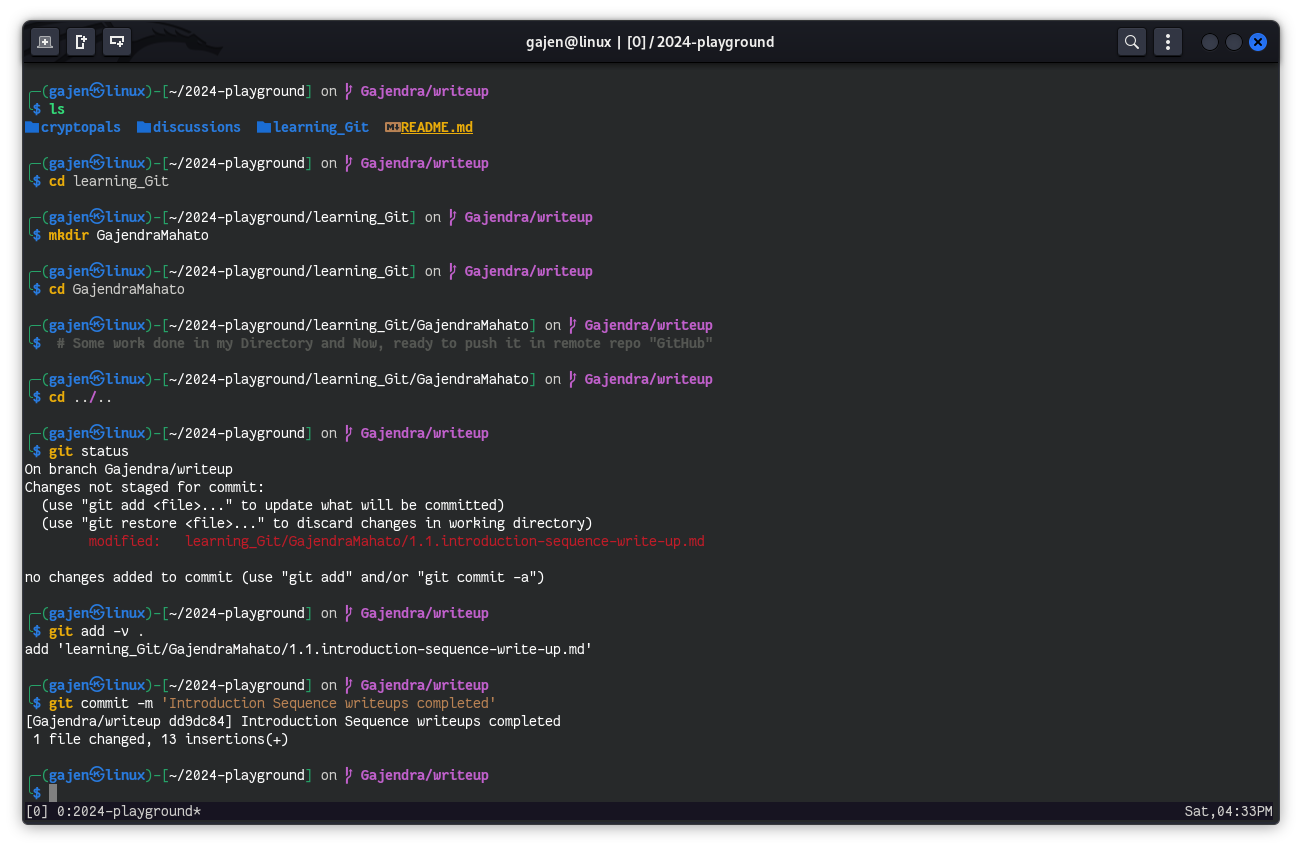 gajen@linux | [0]/2024-playground
(gajen㉿linux)-[~/2024-playground] on Gajendra/writeup
$ ls
cryptopals discussions learning_Git README.md
(gajen㉿linux)-[~/2024-playground] on Gajendra/writeup
$ cd learning_Git
(gajen㉿linux)-[~/2024-playground/learning_Git] on Gajendra/writeup
$ mkdir GajendraMahato
(gajen㉿linux)-[~/2024-playground/learning_Git] on Gajendra/writeup
$ cd GajendraMahato
(gajen㉿linux)-[~/2024-playground/learning_Git/GajendraMahato] on Gajendra/writeup
$ # Some work done in my Directory and Now, ready to push it in remote repo "GitHub"
(gajen㉿linux)-[~/2024-playground/learning_Git/GajendraMahato] on Gajendra/writeup
$ cd ../..
(gajen㉿linux)-[~/2024-playground] on Gajendra/writeup
$ git status
On branch Gajendra/writeup
Changes not staged for commit:
(use "git add <file>..." to update what will be committed)
(use "git restore <file>..." to discard changes in working directory)
modified: learning_Git/GajendraMahato/1.1.introduction-sequence-write-up.md
no changes added to commit (use "git add" and/or "git commit -a")
(gajen㉿linux)-[~/2024-playground] on Gajendra/writeup
$ git add -v .
add 'learning_Git/GajendraMahato/1.1.introduction-sequence-write-up.md'
(gajen㉿linux)-[~/2024-playground] on Gajendra/writeup
$ git commit -m 'Introduction Sequence writeups completed'
[Gajendra/writeup dd9dc84] Introduction Sequence writeups completed
1 file changed, 13 insertions(+)
(gajen㉿linux)-[~/2024-playground] on Gajendra/writeup
$
[0] 0:2024-playground* Sat,04:33PM